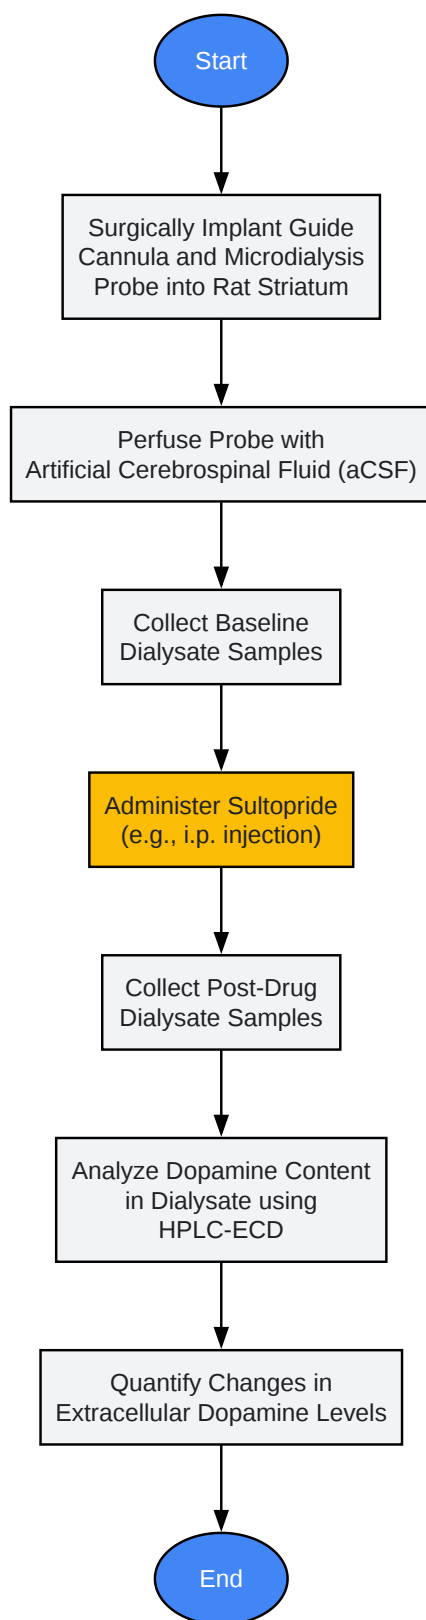 Start
Surgically Implant Guide
Cannula and Microdialysis
Probe into Rat Striatum
Perfuse Probe with
Artificial Cerebrospinal Fluid (aCSF)
Collect Baseline
Dialysate Samples
Administer Sultopride
(e.g., i.p. injection)
Collect Post-Drug
Dialysate Samples
Analyze Dopamine Content
in Dialysate using
HPLC-ECD
Quantify Changes in
Extracellular Dopamine Levels
End